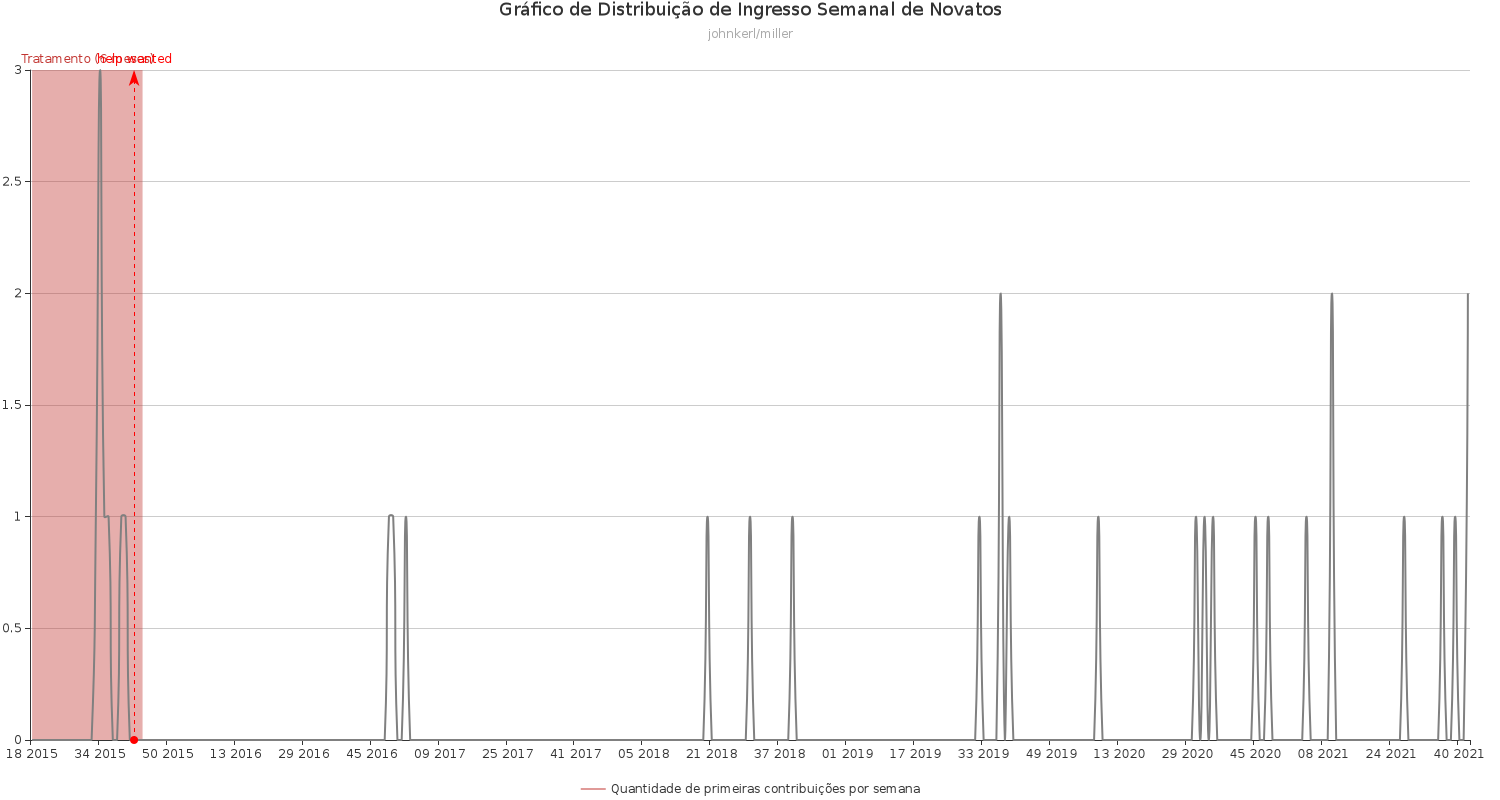 Gráfico de Distribuição de Ingresso Semanal de Novatos
johnkerl/miller
Tratamento (6 meses)
help wanted
3
2.5
2
1.5
1
0.5
0
18 2015 34 2015 50 2015 13 2016 29 2016 45 2016 09 2017 25 2017 41 2017 05 2018 21 2018 37 2018 01 2019 17 2019 33 2019 49 2019 13 2020 29 2020 45 2020 08 2021 24 2021 40 2021
Quantidade de primeiras contribuições por semana